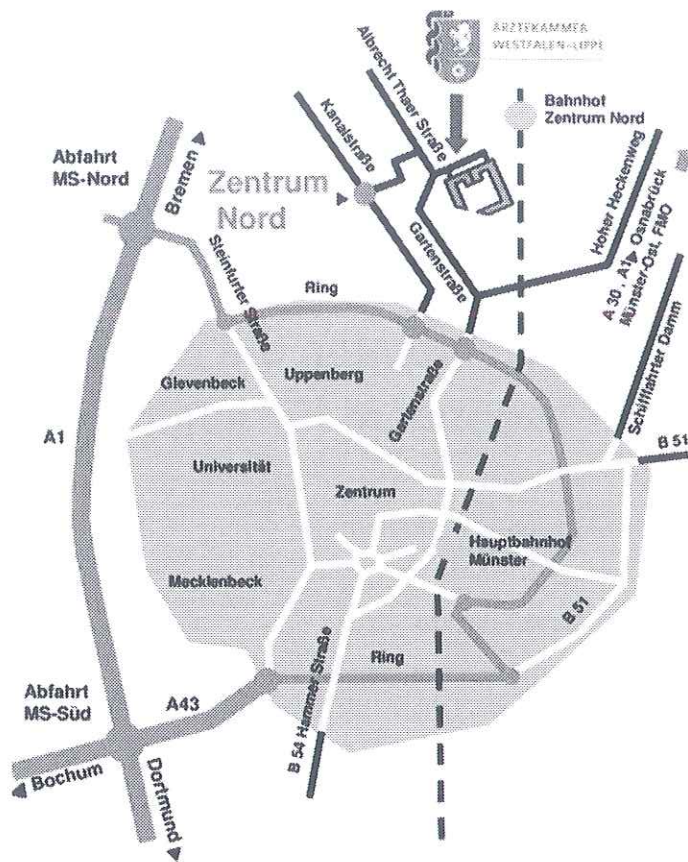 ÄRZTEKAMMER
WESTFALEN-LIPPE
Albrecht Thaer Straße
Kanalstraße
Bahnhof
Zentrum Nord
Abfahrt
MS-Nord
Bremen
Zentrum
Nord
Hoher Heckenweg
A 30 , A1 Osnabrück
Münster-Ost, FMO
Gartenstraße
Steinfurter Straße
Ring
Schifffahrter Damm
Uppenberg
Gartenstraße
Gievenbeck
A1
B 51
Universität
Zentrum
Hauptbahnhof
Münster
Mecklenbeck
B 51
Ring
Abfahrt
MS-Süd
A43
B 54 Hammer Straße
Bochum
Dortmund